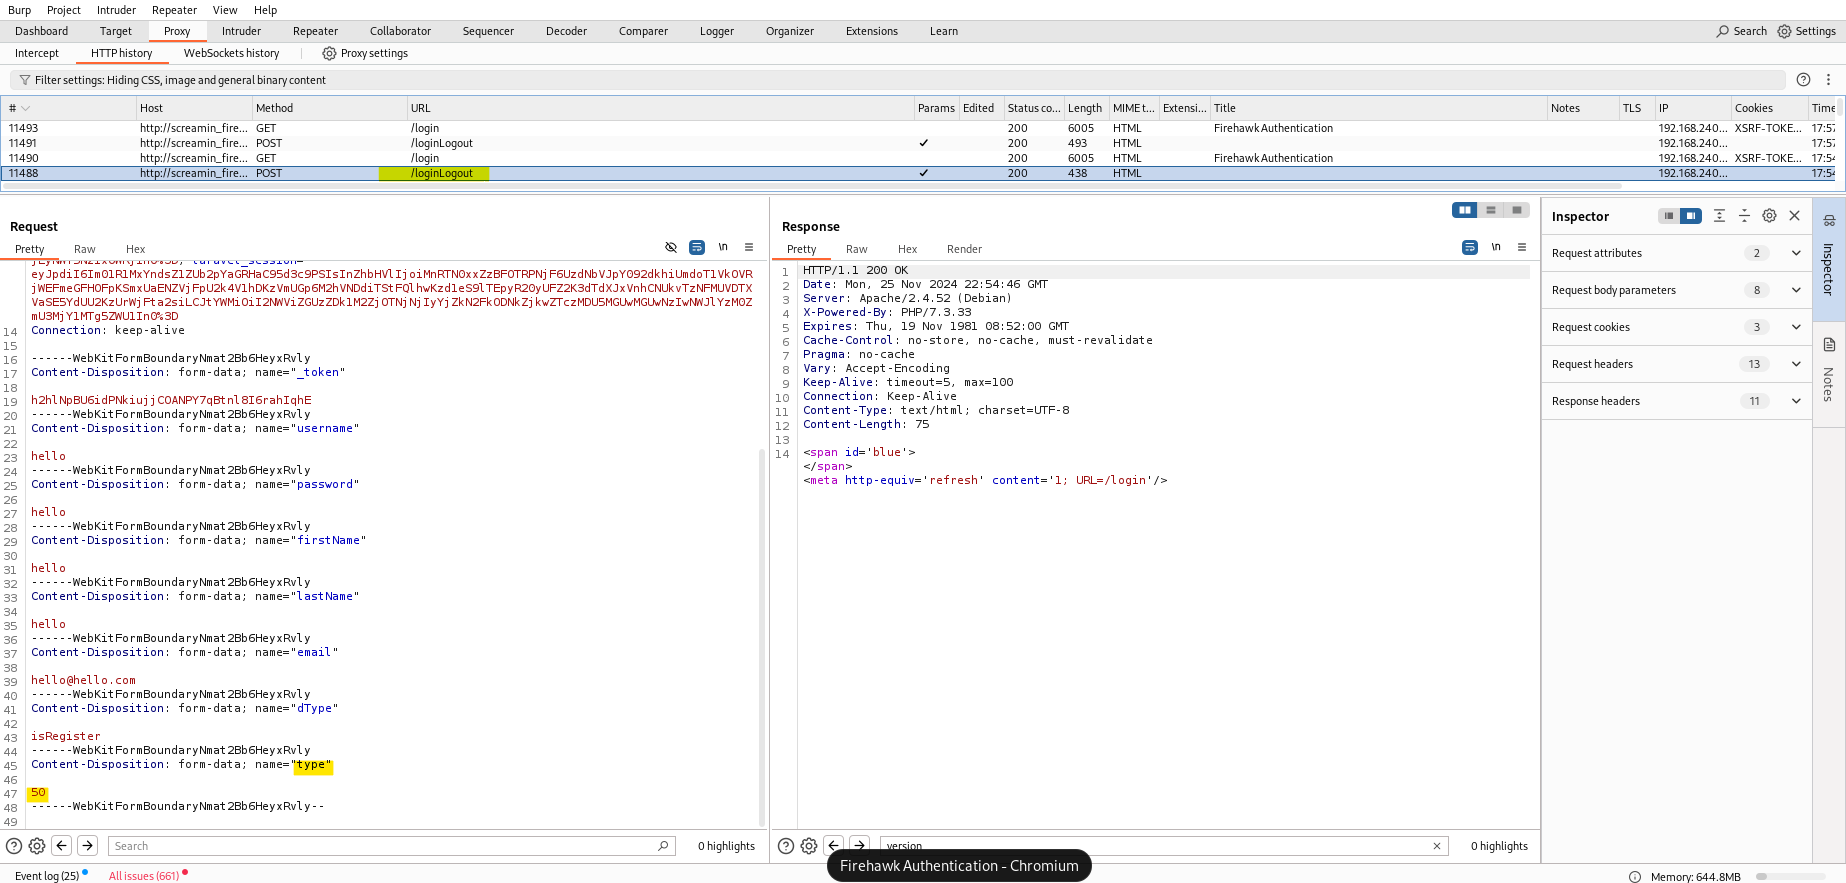 Burp Project Intruder Repeater View Help
Dashboard Target Proxy Intruder Repeater Collaborator Sequencer Decoder Comparer Logger Organizer Extensions Learn Search Settings
Intercept HTTP history WebSockets history Proxy settings
Filter settings: Hiding CSS, image and general binary content
# Host Method URL Params Edited Status co... Length MIME t... Extensi... Title Notes TLS IP Cookies Time
11493 http://screamin_fire... GET /login 200 6005 HTML Firehawk Authentication 192.168.240... XSRF-TOKE... 17:57
11491 http://screamin_fire... POST /loginLogout ✓ 200 493 HTML 192.168.240... 17:57
11490 http://screamin_fire... GET /login 200 6005 HTML Firehawk Authentication 192.168.240... XSRF-TOKE... 17:54
11488 http://screamin_fire... POST /loginLogout ✓ 200 438 HTML 192.168.240... 17:54
Request
Pretty Raw Hex \n
14 Connection: keep-alive
15
16 ------WebKitFormBoundaryNmat2Bb6HeyxRvly
17 Content-Disposition: form-data; name="_token"
18
19 h2hlNpBU6idPNkiujjCOANPY7qBtnl8I6rahIqhE
20 ------WebKitFormBoundaryNmat2Bb6HeyxRvly
21 Content-Disposition: form-data; name="username"
22
23 hello
24 ------WebKitFormBoundaryNmat2Bb6HeyxRvly
25 Content-Disposition: form-data; name="password"
26
27 hello
28 ------WebKitFormBoundaryNmat2Bb6HeyxRvly
29 Content-Disposition: form-data; name="firstName"
30
31 hello
32 ------WebKitFormBoundaryNmat2Bb6HeyxRvly
33 Content-Disposition: form-data; name="lastName"
34
35 hello
36 ------WebKitFormBoundaryNmat2Bb6HeyxRvly
37 Content-Disposition: form-data; name="email"
38
39 hello@hello.com
40 ------WebKitFormBoundaryNmat2Bb6HeyxRvly
41 Content-Disposition: form-data; name="dType"
42
43 isRegister
44 ------WebKitFormBoundaryNmat2Bb6HeyxRvly
45 Content-Disposition: form-data; name="type"
46
47 50
48 ------WebKitFormBoundaryNmat2Bb6HeyxRvly--
49
Search 0 highlights
Response
Pretty Raw Hex Render \n
1 HTTP/1.1 200 OK
2 Date: Mon, 25 Nov 2024 22:54:46 GMT
3 Server: Apache/2.4.52 (Debian)
4 X-Powered-By: PHP/7.3.33
5 Expires: Thu, 19 Nov 1981 08:52:00 GMT
6 Cache-Control: no-store, no-cache, must-revalidate
7 Pragma: no-cache
8 Vary: Accept-Encoding
9 Keep-Alive: timeout=5, max=100
10 Connection: Keep-Alive
11 Content-Type: text/html; charset=UTF-8
12 Content-Length: 75
13
14 <span id='blue'>
</span>
<meta http-equiv='refresh' content='1; URL=/login'/>
version 0 highlights
Inspector
Request attributes 2
Request body parameters 8
Request cookies 3
Request headers 13
Response headers 11
Inspector
Notes
Firehawk Authentication - Chromium
Event log (25) All issues (661) Memory: 644.8MB